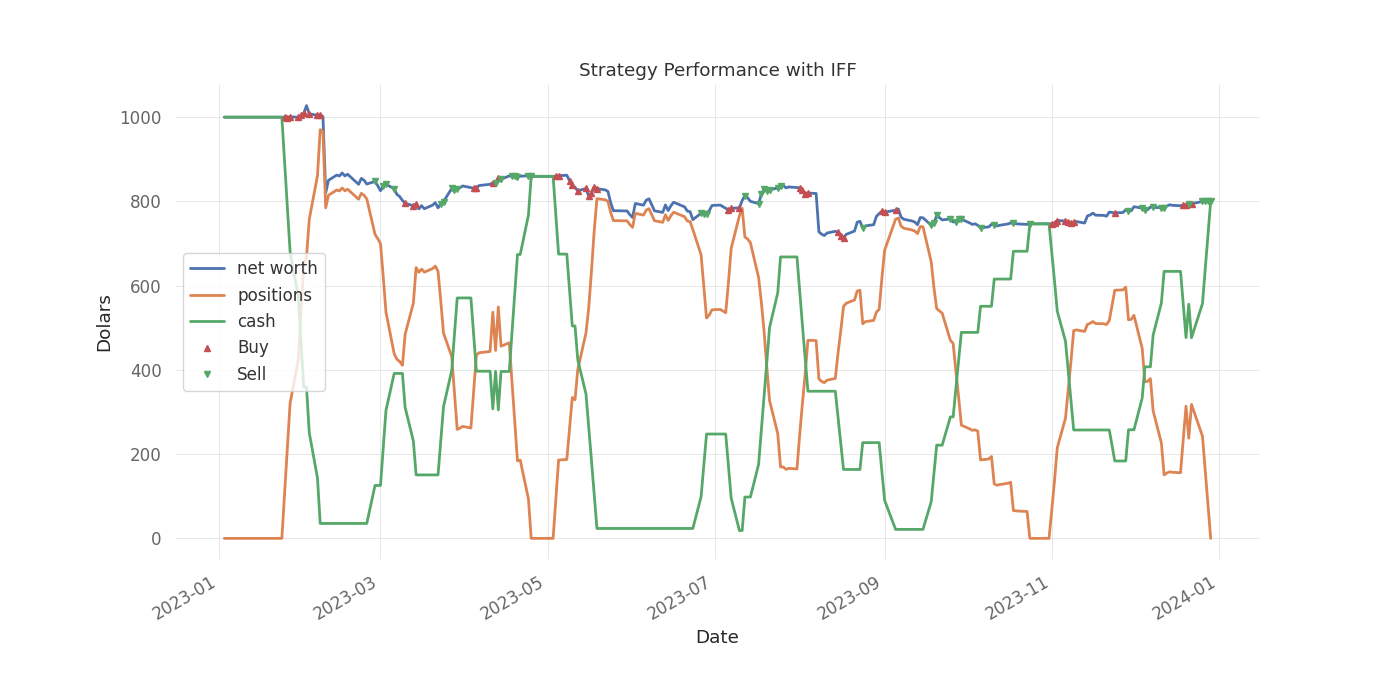 Strategy Performance with IFF
1000
800
600
400
200
0
Dolars
net worth
positions
cash
Buy
Sell
2023-01
2023-03
2023-05
2023-07
2023-09
2023-11
2024-01
Date